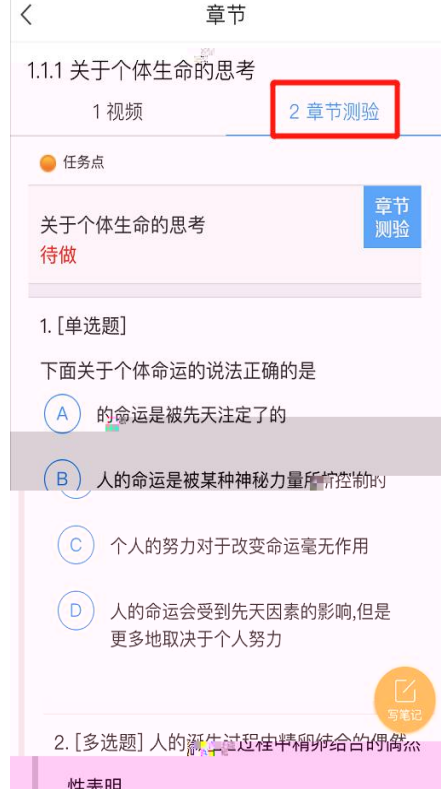 章节
1.1.1 关于个体生命的思考
1 视频 2 章节测验
任务点
关于个体生命的思考
章节
测验
待做
1. [单选题]
下面关于个体命运的说法正确的是
A 的命运是被先天注定了的
B 人的命运是被某种神秘力量所控制的
C 个人的努力对于改变命运毫无作用
D 人的命运会受到先天因素的影响,但是
更多地取决于个人努力
写笔记
2. [多选题] 人的诞生过程中精卵结合的偶然
性表明